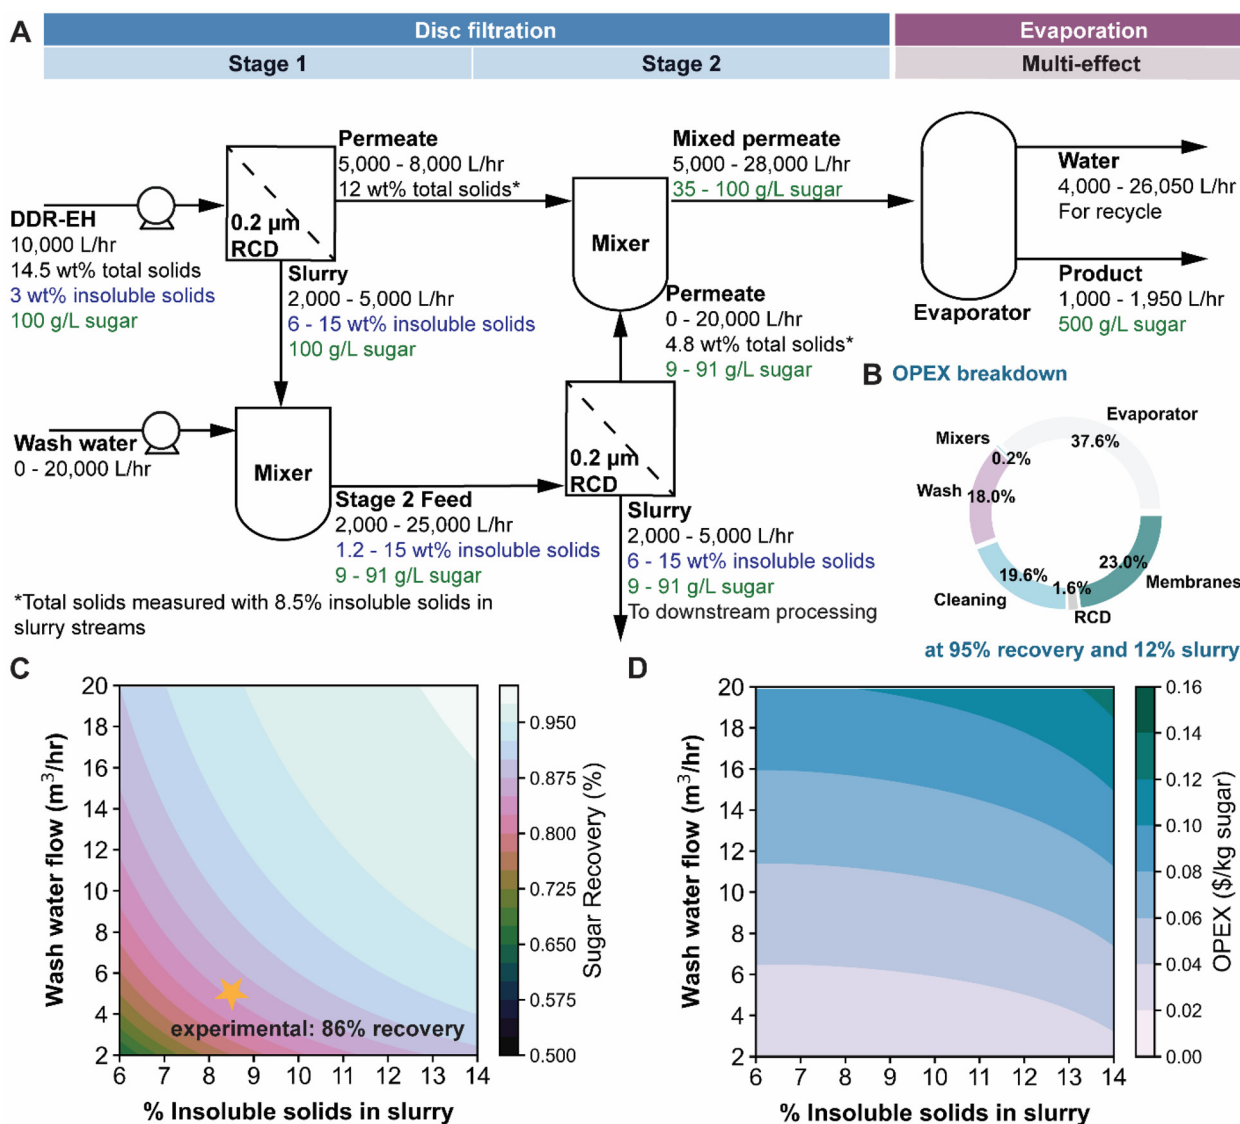 A
Disc filtration
Evaporation
Stage 1
Stage 2
Multi-effect
DDR-EH
10,000 L/hr
14.5 wt% total solids
3 wt% insoluble solids
100 g/L sugar
0.2 µm
RCD
Permeate
5,000 - 8,000 L/hr
12 wt% total solids*
Slurry
2,000 - 5,000 L/hr
6 - 15 wt% insoluble solids
100 g/L sugar
Mixer
Mixed permeate
5,000 - 28,000 L/hr
35 - 100 g/L sugar
Evaporator
Water
4,000 - 26,050 L/hr
For recycle
Product
1,000 - 1,950 L/hr
500 g/L sugar
Permeate
0 - 20,000 L/hr
4.8 wt% total solids*
9 - 91 g/L sugar
Wash water
0 - 20,000 L/hr
Mixer
Stage 2 Feed
2,000 - 25,000 L/hr
1.2 - 15 wt% insoluble solids
9 - 91 g/L sugar
0.2 µm
RCD
Slurry
2,000 - 5,000 L/hr
6 - 15 wt% insoluble solids
9 - 91 g/L sugar
To downstream processing
*Total solids measured with 8.5% insoluble solids in
slurry streams
B OPEX breakdown
Evaporator
37.6%
Mixers
0.2%
Wash
18.0%
Cleaning
19.6%
1.6%
RCD
23.0%
Membranes
at 95% recovery and 12% slurry
C
Wash water flow (m³/hr)
20
18
16
14
12
10
8
6
4
2
experimental: 86% recovery
6 7 8 9 10 11 12 13 14
% Insoluble solids in slurry
0.950
0.875
0.800
0.725
0.650
0.575
0.500
Sugar Recovery (%)
D
Wash water flow (m³/hr)
20
18
16
14
12
10
8
6
4
2
6 7 8 9 10 11 12 13 14
% Insoluble solids in slurry
0.16
0.14
0.12
0.10
0.08
0.06
0.04
0.02
0.00
OPEX ($/kg sugar)